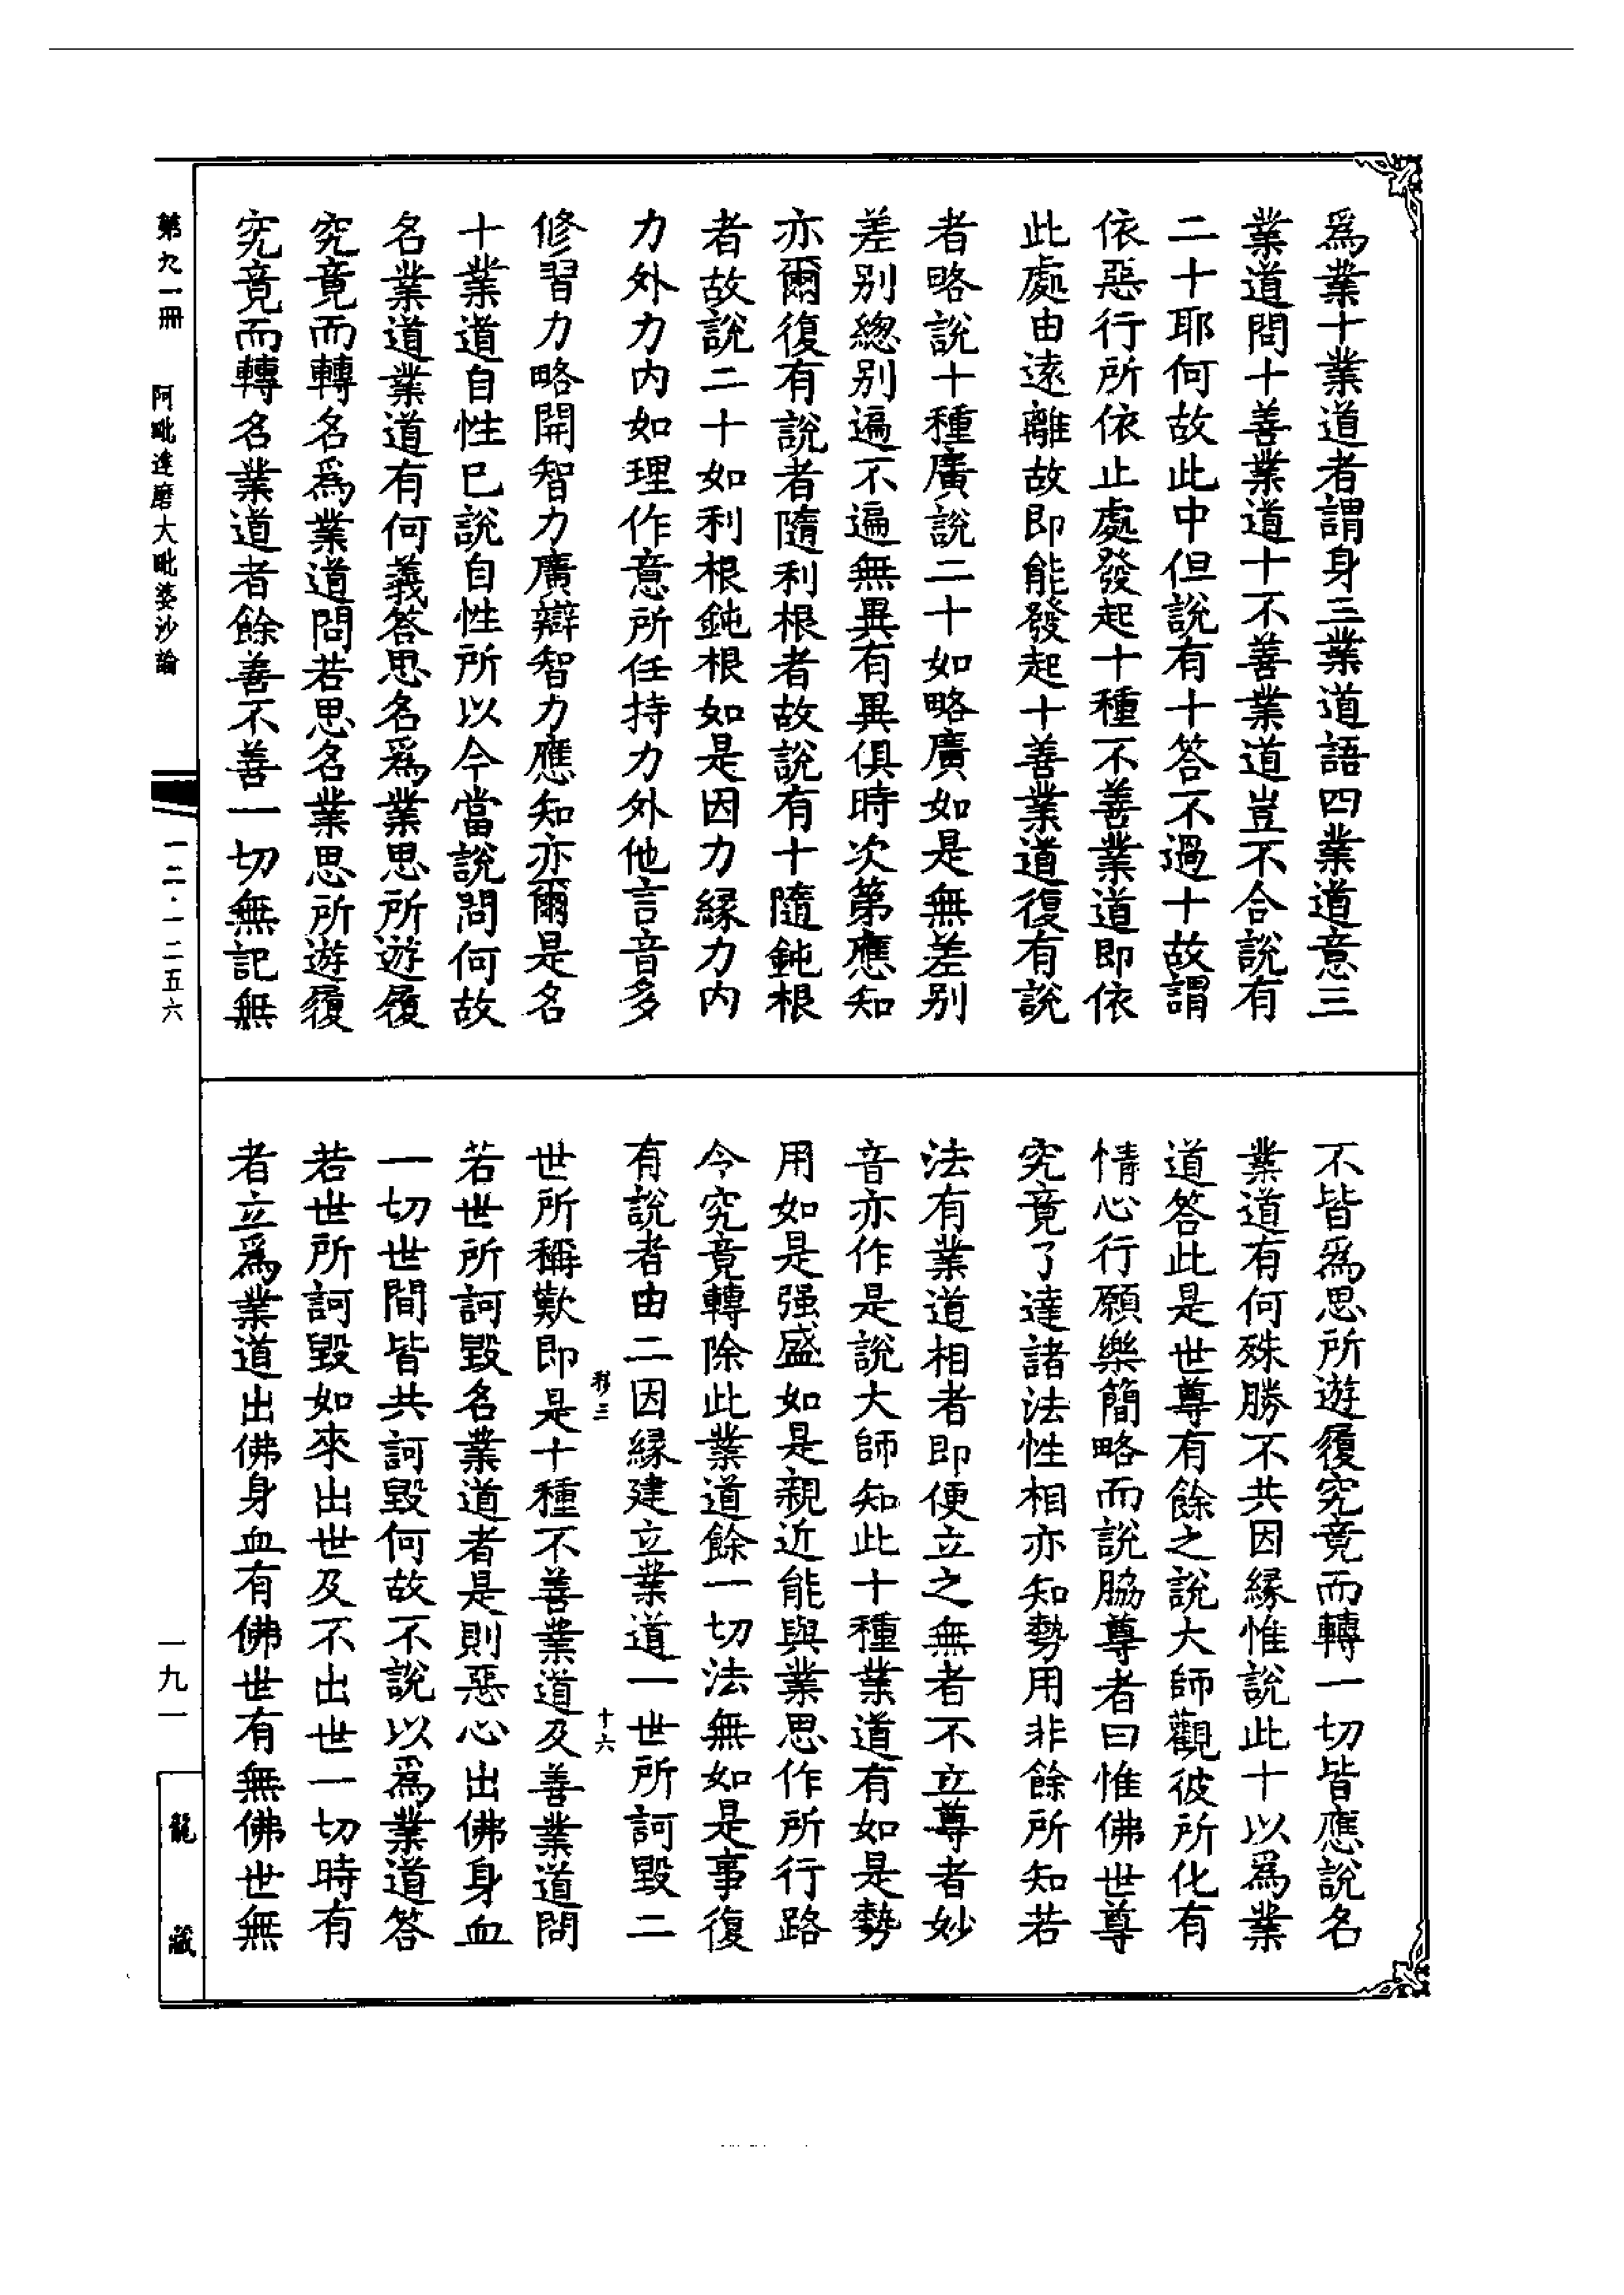 爲業十業道者謂身三業道語四業道意三
業道問十善業道十不善業道豈不合說有
二十耶何故此中但說有十答不過十故謂
依惡行所依止處發起十種不善業道即依
此處由遠離故即能發起十善業道復有說
者略說十種廣說二十如略廣如是無差别
差别總别遍不遍無異有異俱時次第應知
亦爾復有說者隨利根者故說有十隨鈍根
者故說二十如利根鈍根如是因力緣力內
力外力內如理作意所任持力外他言音多
修習力略開智力廣辯智力應知亦爾是名
十業道自性已說自性所以今當說問何故
名業道業道有何義答思名爲業思所遊履
究竟而轉名爲業道問若思名業思所遊履
究竟而轉名業道者餘善不善一切無記無
不皆爲思所遊履究竟而轉一切皆應說名
業道有何殊勝不共因緣惟說此十以爲業
道答此是世尊有餘之說大師觀彼所化有
情心行願樂簡略而說脇尊者曰惟佛世尊
究竟了達諸法性相亦知勢用非餘所知若
法有業道相者即便立之無者不立尊者妙
音亦作是說大師知此十種業道有如是勢
用如是强盛如是親近能與業思作所行路
令究竟轉除此業道餘一切法無如是事復
有說者由二因緣建立業道一世所訶毀二
世所稱歎即是十種不善業道及善業道問
若世所訶毀名業道者是則惡心出佛身血
一切世間皆共訶毀何故不說以爲業道答
若世所訶毀如來出世及不出世一切時有
者立爲業道出佛身血有佛世有無佛世無
移三
十六
第九一冊
阿毗達磨大毗婆沙論
一二·一二五六
一九一
龍藏